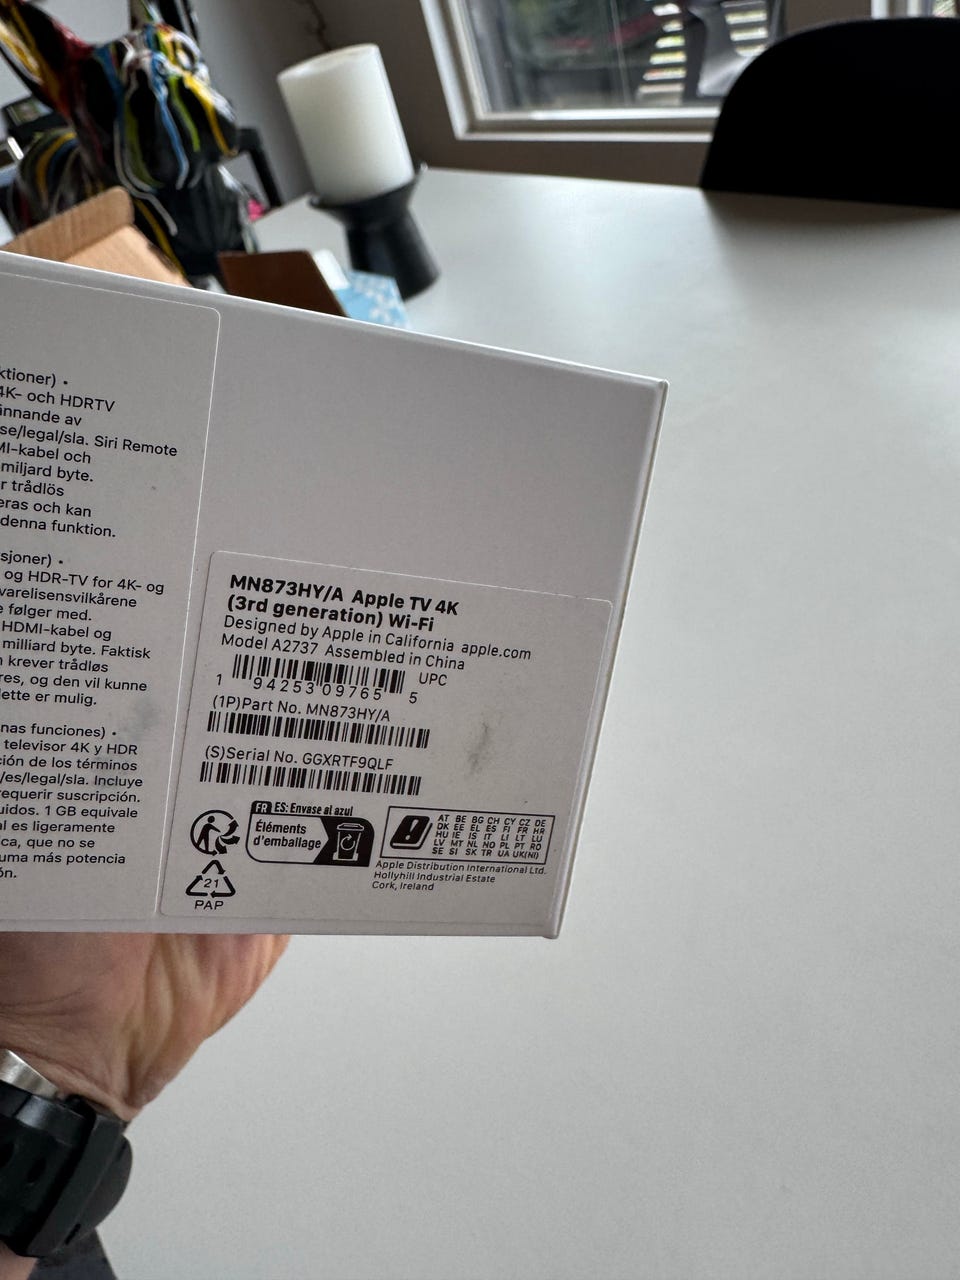 ktioner) •
4K- och HDRTV
ännande av
se/legal/sla. Siri Remote
MI-kabel och
miljard byte.
r trådlös
eras och kan
denna funktion.
sjoner) •
og HDR-TV for 4K- og
varelisensvilkårene
e følger med.
HDMI-kabel og
milliard byte. Faktisk
n krever trådløs
res, og den vil kunne
dette er mulig.
nas funciones) •
televisor 4K y HDR
ción de los términos
/es/legal/sla. Incluye
requerir suscripción.
uidos. 1 GB equivale
al es ligeramente
ica, que no se
uma más potencia
ón.
MN873HY/A Apple TV 4K
(3rd generation) Wi-Fi
Designed by Apple in California apple.com
Model A2737 Assembled in China
UPC
1 94253 09765 5
(1P)Part No. MN873HY/A
(S)Serial No. GGXRTF9QLF
FR ES: Envase al azul
Éléments
d'emballage
AT BE BG CH CY CZ DE
DK EE EL ES FI FR HR
HU IE IS IT LI LT LU
LV MT NL NO PL PT RO
SE SI SK TR UA UK(NI)
Apple Distribution International Ltd.
Hollyhill Industrial Estate
Cork, Ireland
21
PAP